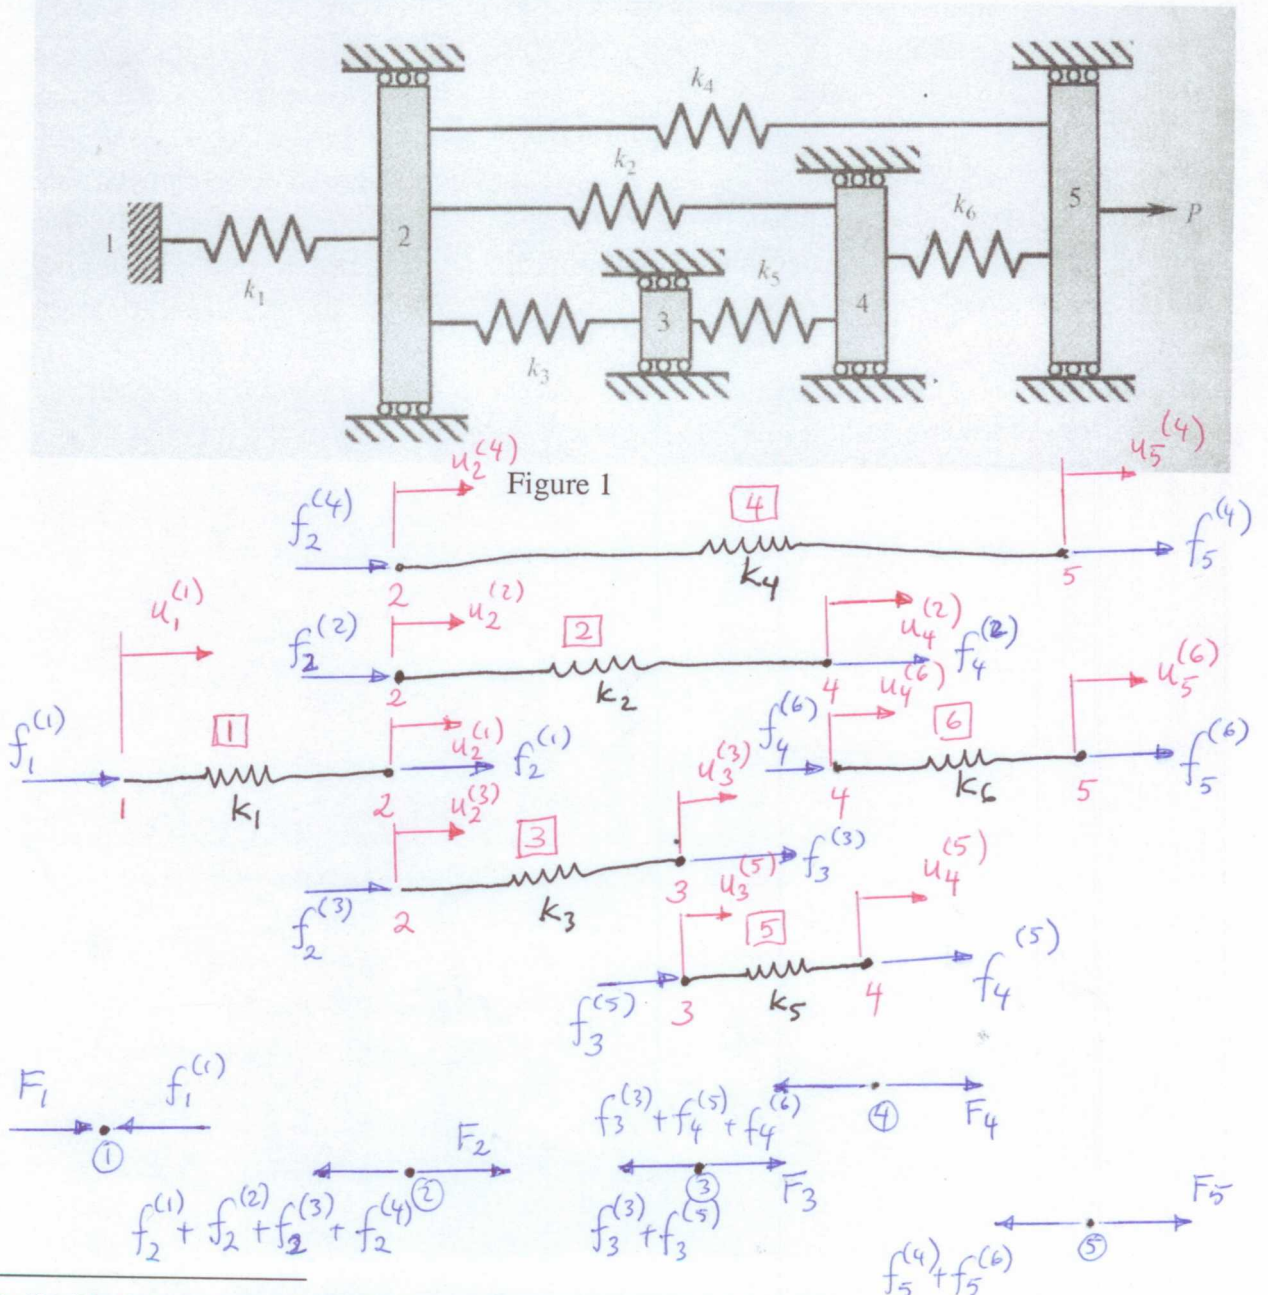 k₄
k₂
5
1
2
k₆
P
k₁
k₅
3
4
k₃
u₂⁽⁴⁾
u₅⁽⁴⁾
Figure 1
f₂⁽⁴⁾
4
f₅⁽⁴⁾
2
k₄
5
u₁⁽¹⁾
u₂⁽²⁾
u₄⁽²⁾
f₂⁽²⁾
2
f₄⁽²⁾
2
k₂
4
u₄⁽⁶⁾
u₅⁽⁶⁾
f₁⁽¹⁾
1
u₂⁽¹⁾
f₂⁽¹⁾
f₄⁽⁶⁾
6
f₅⁽⁶⁾
1
k₁
2
u₂⁽³⁾
u₃⁽³⁾
4
k₆
5
3
f₃⁽³⁾
f₂⁽³⁾
2
k₃
3
u₃⁽⁵⁾
u₄⁽⁵⁾
5
f₃⁽⁵⁾
3
k₅
4
f₄⁽⁵⁾
F₁
f₁⁽¹⁾
①
F₂
②
f₂⁽¹⁾ + f₂⁽²⁾ + f₂⁽³⁾ + f₂⁽⁴⁾
f₃⁽³⁾ + f₄⁽⁵⁾ + f₄⁽⁶⁾
④
F₄
③
F₃
f₃⁽³⁾ + f₃⁽⁵⁾
F₅
⑤
f₅⁽⁴⁾ + f₅⁽⁶⁾